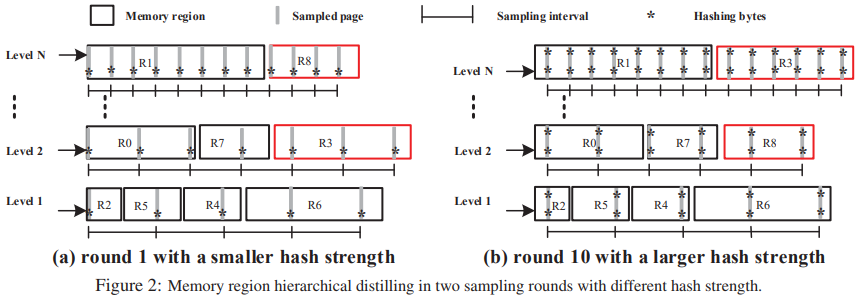 Memory region Sampled page Sampling interval * Hashing bytes
Level N R1 R8
Level 2 R0 R7 R3
Level 1 R2 R5 R4 R6
(a) round 1 with a smaller hash strength
Level N R1 R3
Level 2 R0 R7 R8
Level 1 R2 R5 R4 R6
(b) round 10 with a larger hash strength
Figure 2: Memory region hierarchical distilling in two sampling rounds with different hash strength.